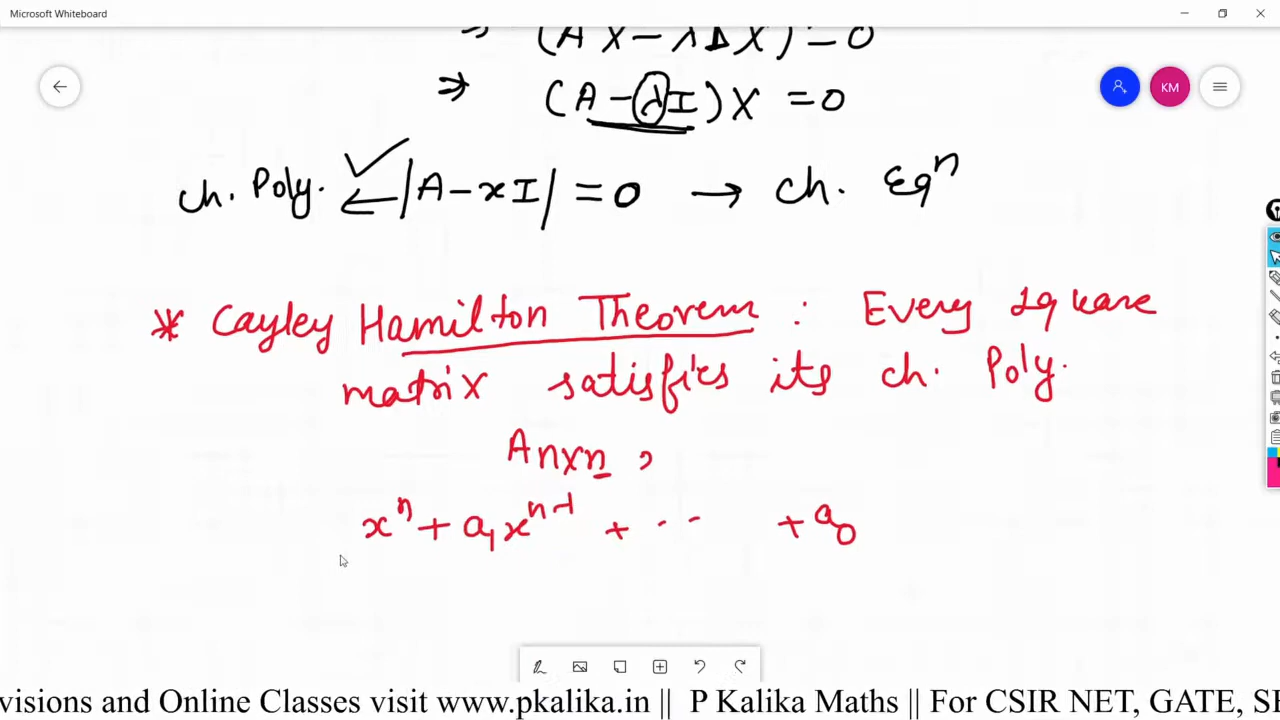 Microsoft Whiteboard
⇒ (AX - λIX) = 0
⇒ (A - λI)X = 0
KM
ch. Poly. ← |A - xI| = 0 → ch. Eqⁿ
* Cayley Hamilton Theorem : Every square
matrix satisfies its ch. Poly.
Anxn ,
xⁿ + a₁xⁿ⁻¹ + .. + a₀
visions and Online Classes visit www.pkalika.in || P Kalika Maths || For CSIR NET, GATE, SE